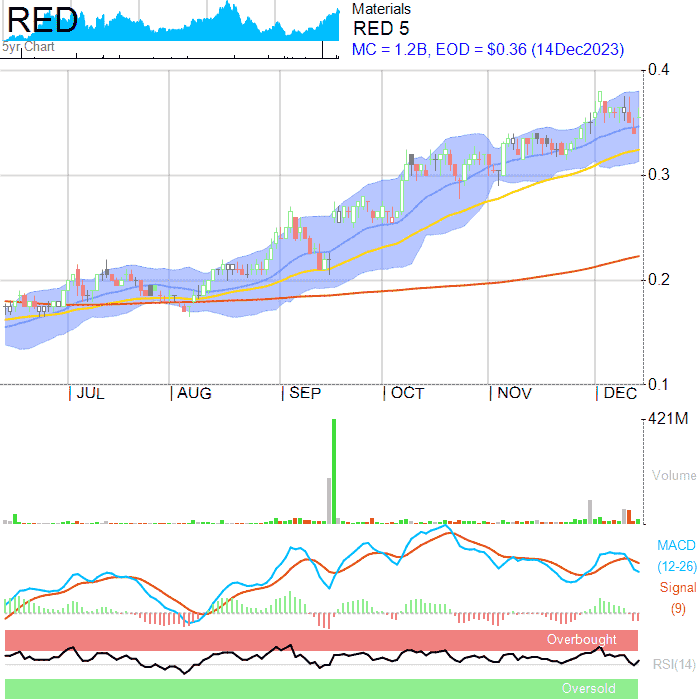 RED
5yr Chart
Materials
RED 5
MC = 1.2B, EOD = $0.36 (14Dec2023)
0.4
0.3
0.2
0.1
JUL
AUG
SEP
OCT
NOV
DEC
421M
Volume
MACD
(12-26)
Signal
(9)
Overbought
RSI(14)
Oversold